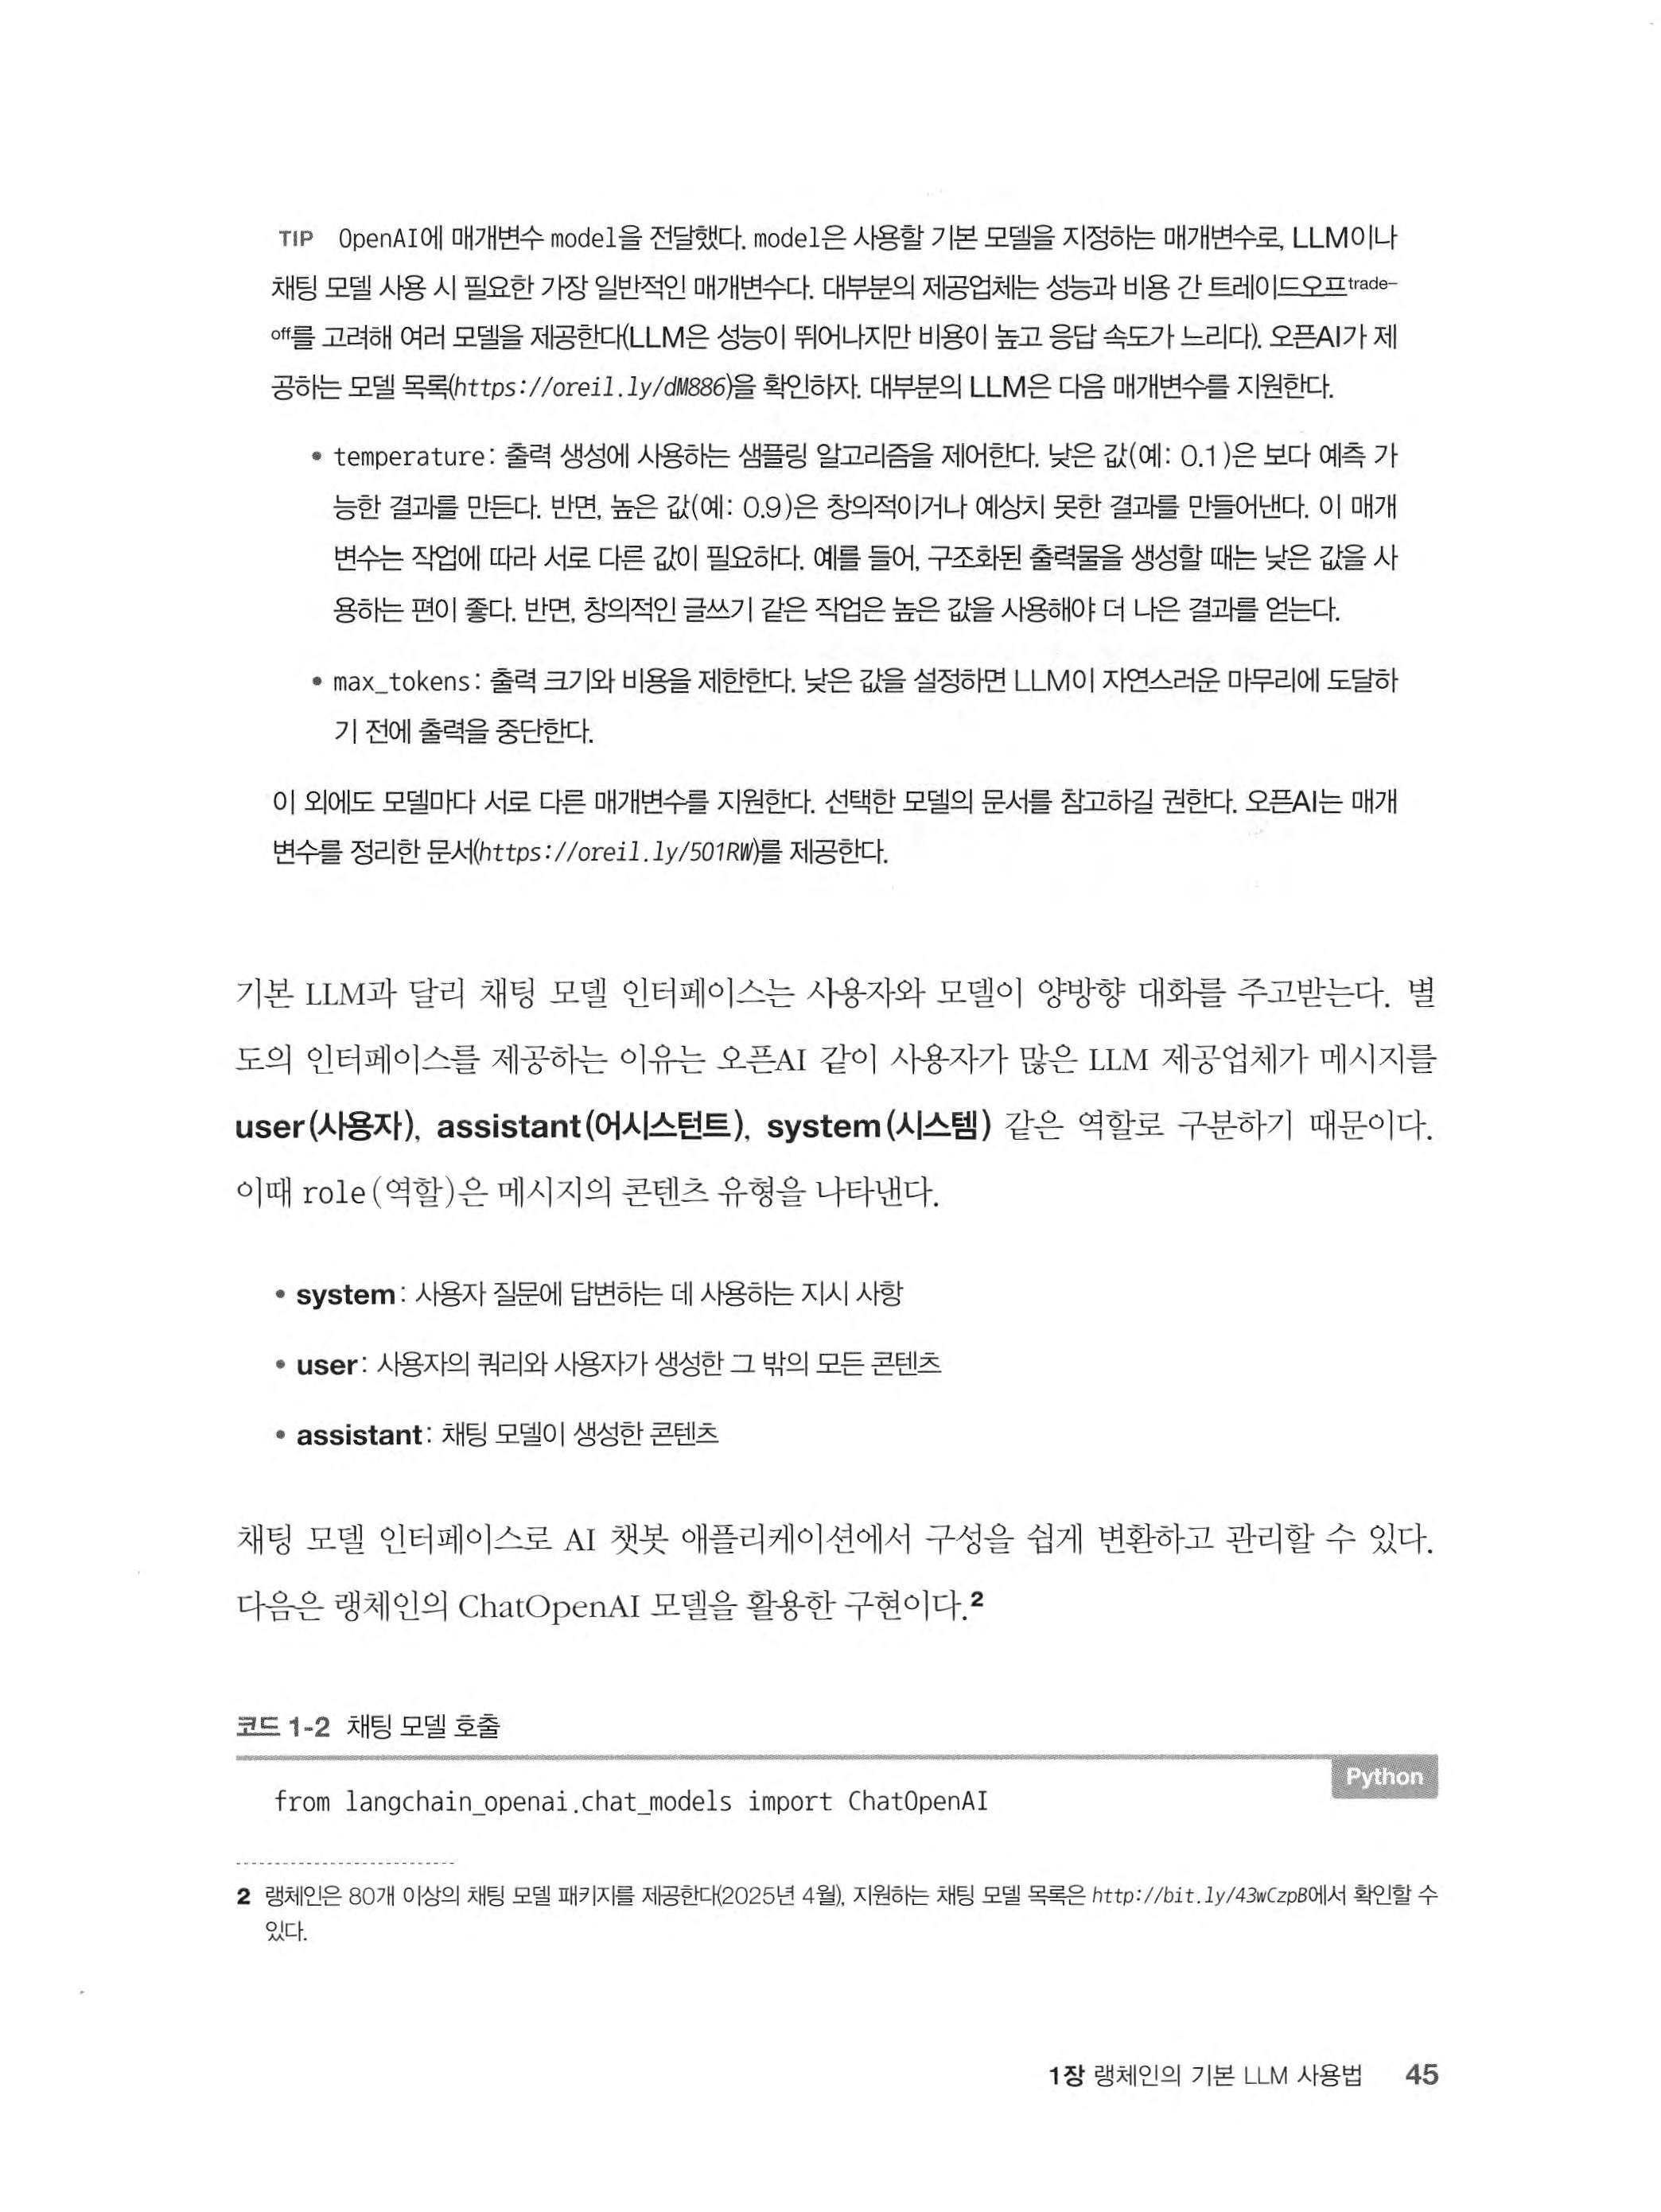 TIP OpenAI에 매개변수 model을 전달했다. model은 사용할 기본 모델을 지정하는 매개변수로, LLM이나
채팅 모델 사용 시 필요한 가장 일반적인 매개변수다. 대부분의 제공업체는 성능과 비용 간 트레이드오프trade-
off를 고려해 여러 모델을 제공한다(LLM은 성능이 뛰어나지만 비용이 높고 응답 속도가 느리다). 오픈AI가 제
공하는 모델 목록(https://oreil.ly/dM886)을 확인하자. 대부분의 LLM은 다음 매개변수를 지원한다.
• temperature: 출력 생성에 사용하는 샘플링 알고리즘을 제어한다. 낮은 값(예: 0.1)은 보다 예측 가
능한 결과를 만든다. 반면, 높은 값(예: 0.9)은 창의적이거나 예상치 못한 결과를 만들어낸다. 이 매개
변수는 작업에 따라 서로 다른 값이 필요하다. 예를 들어, 구조화된 출력물을 생성할 때는 낮은 값을 사
용하는 편이 좋다. 반면, 창의적인 글쓰기 같은 작업은 높은 값을 사용해야 더 나은 결과를 얻는다.
• max_tokens: 출력 크기와 비용을 제한한다. 낮은 값을 설정하면 LLM이 자연스러운 마무리에 도달하
기 전에 출력을 중단한다.
이 외에도 모델마다 서로 다른 매개변수를 지원한다. 선택한 모델의 문서를 참고하길 권한다. 오픈AI는 매개
변수를 정리한 문서(https://oreil.ly/501RW)를 제공한다.
기본 LLM과 달리 채팅 모델 인터페이스는 사용자와 모델이 양방향 대화를 주고받는다. 별
도의 인터페이스를 제공하는 이유는 오픈AI 같이 사용자가 많은 LLM 제공업체가 메시지를
user(사용자), assistant(어시스턴트), system(시스템) 같은 역할로 구분하기 때문이다.
이때 role(역할)은 메시지의 콘텐츠 유형을 나타낸다.
• system: 사용자 질문에 답변하는 데 사용하는 지시 사항
• user: 사용자의 쿼리와 사용자가 생성한 그 밖의 모든 콘텐츠
• assistant: 채팅 모델이 생성한 콘텐츠
채팅 모델 인터페이스로 AI 챗봇 애플리케이션에서 구성을 쉽게 변환하고 관리할 수 있다.
다음은 랭체인의 ChatOpenAI 모델을 활용한 구현이다.2
코드 1-2 채팅 모델 호출
Python
from langchain_openai.chat_models import ChatOpenAI
2 랭체인은 80개 이상의 채팅 모델 패키지를 제공한다(2025년 4월), 지원하는 채팅 모델 목록은 http://bit.ly/43wCzpB에서 확인할 수
있다.
1장 랭체인의 기본 LLM 사용법 45